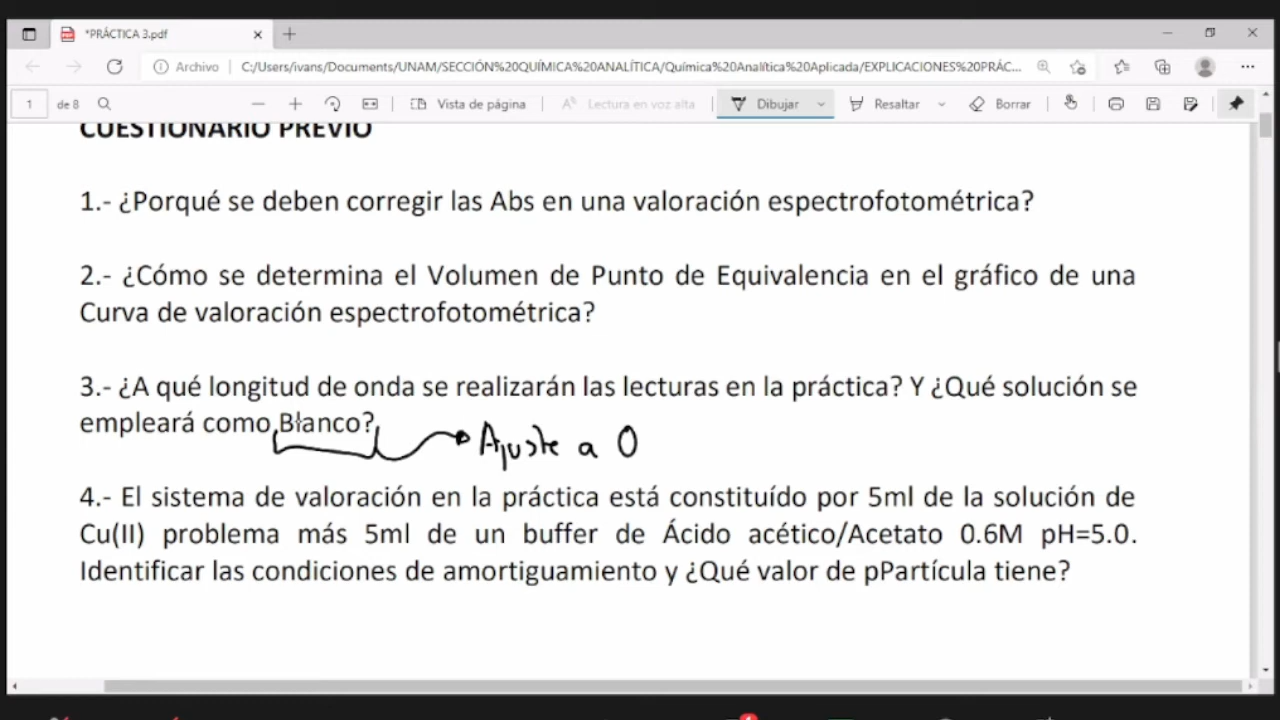 *PRÁCTICA 3.pdf
Archivo C:/Users/ivans/Documents/UNAM/SECCIÓN%20QUÍMICA%20ANALÍTICA/Química%20Analítica%20Aplicada/EXPLICACIONES%20PRÁC...
1 de 8 Vista de página Lectura en voz alta Dibujar Resaltar Borrar
CUESTIONARIO PREVIO
1.- ¿Porqué se deben corregir las Abs en una valoración espectrofotométrica?
2.- ¿Cómo se determina el Volumen de Punto de Equivalencia en el gráfico de una
Curva de valoración espectrofotométrica?
3.- ¿A qué longitud de onda se realizarán las lecturas en la práctica? Y ¿Qué solución se
empleará como Blanco?
Ajuste a 0
4.- El sistema de valoración en la práctica está constituído por 5ml de la solución de
Cu(II) problema más 5ml de un buffer de Ácido acético/Acetato 0.6M pH=5.0.
Identificar las condiciones de amortiguamiento y ¿Qué valor de pPartícula tiene?